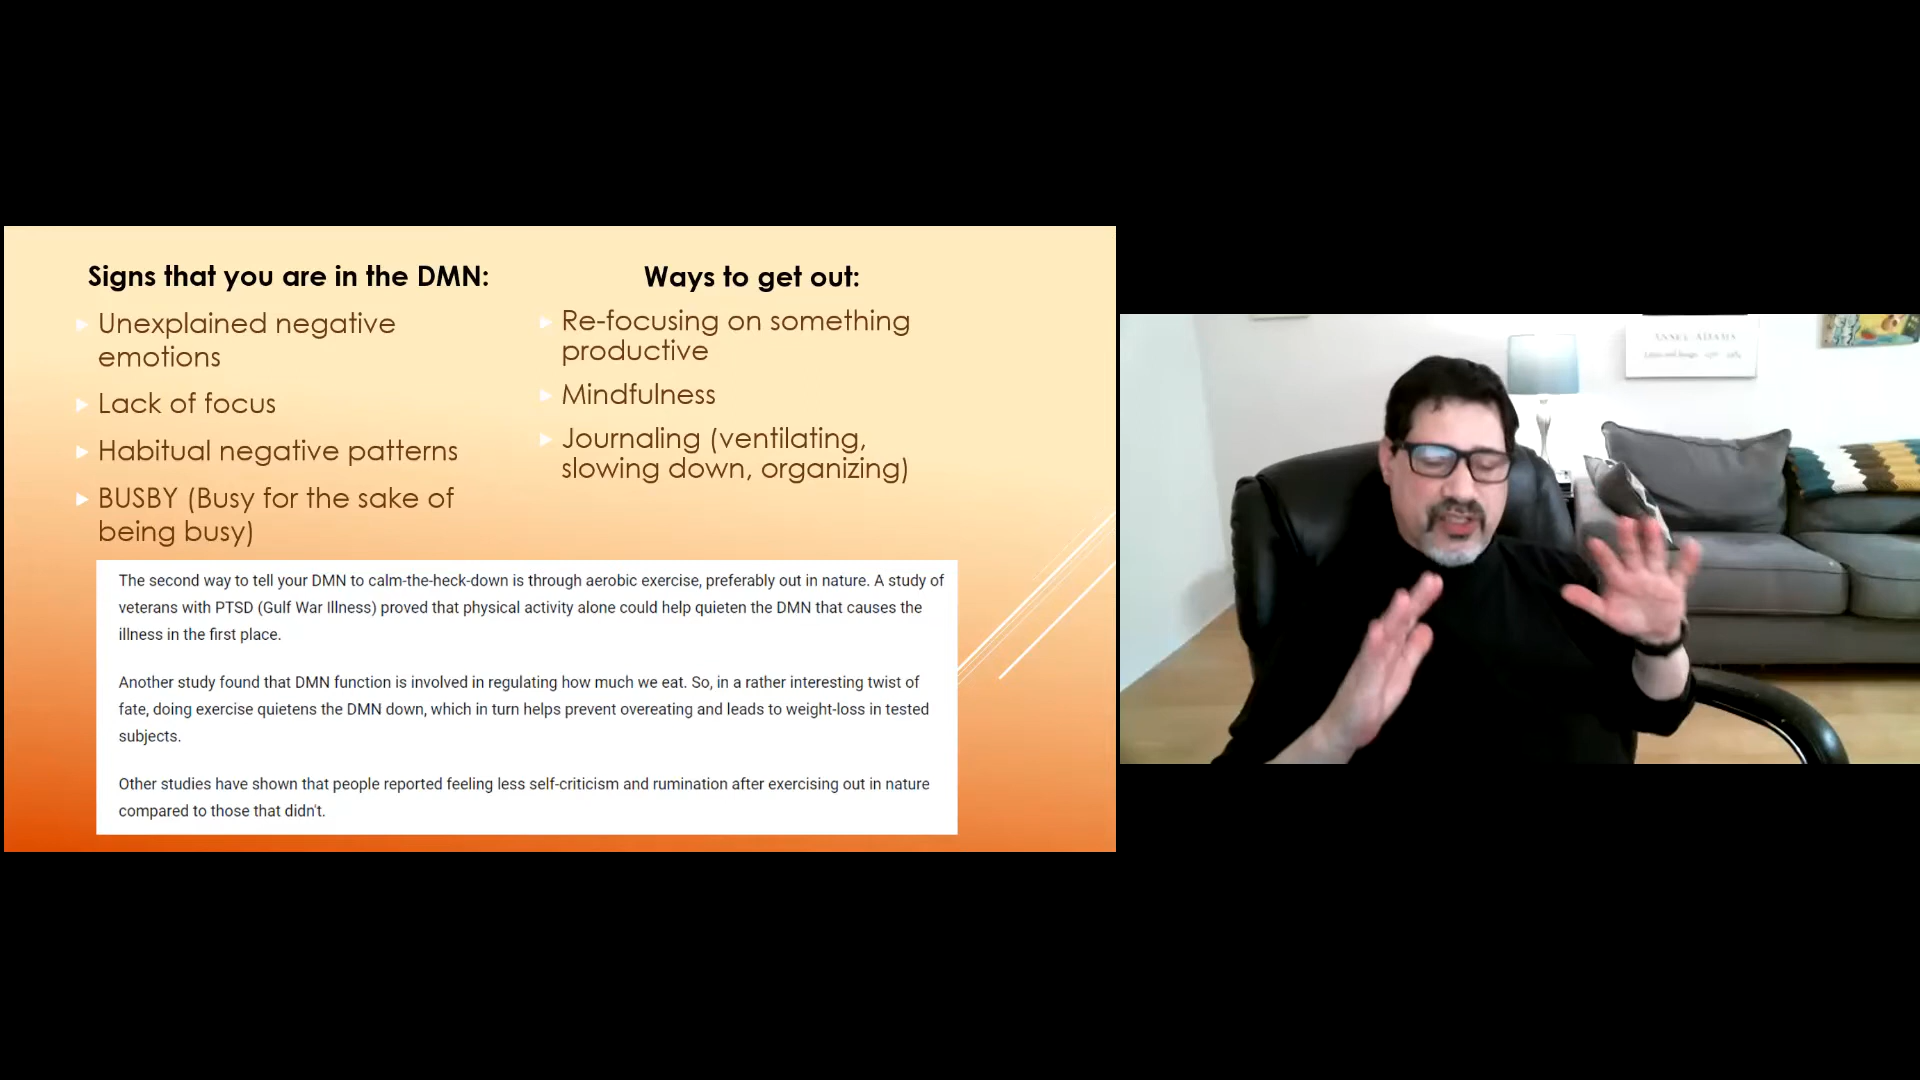 Signs that you are in the DMN:
Unexplained negative
emotions
Lack of focus
Habitual negative patterns
BUSBY (Busy for the sake of
being busy)
Ways to get out:
Re-focusing on something
productive
Mindfulness
Journaling (ventilating,
slowing down, organizing)
The second way to tell your DMN to calm-the-heck-down is through aerobic exercise, preferably out in nature. A study of
veterans with PTSD (Gulf War Illness) proved that physical activity alone could help quieten the DMN that causes the
illness in the first place.
Another study found that DMN function is involved in regulating how much we eat. So, in a rather interesting twist of
fate, doing exercise quietens the DMN down, which in turn helps prevent overeating and leads to weight-loss in tested
subjects.
Other studies have shown that people reported feeling less self-criticism and rumination after exercising out in nature
compared to those that didn't.
ANSEL ADAMS